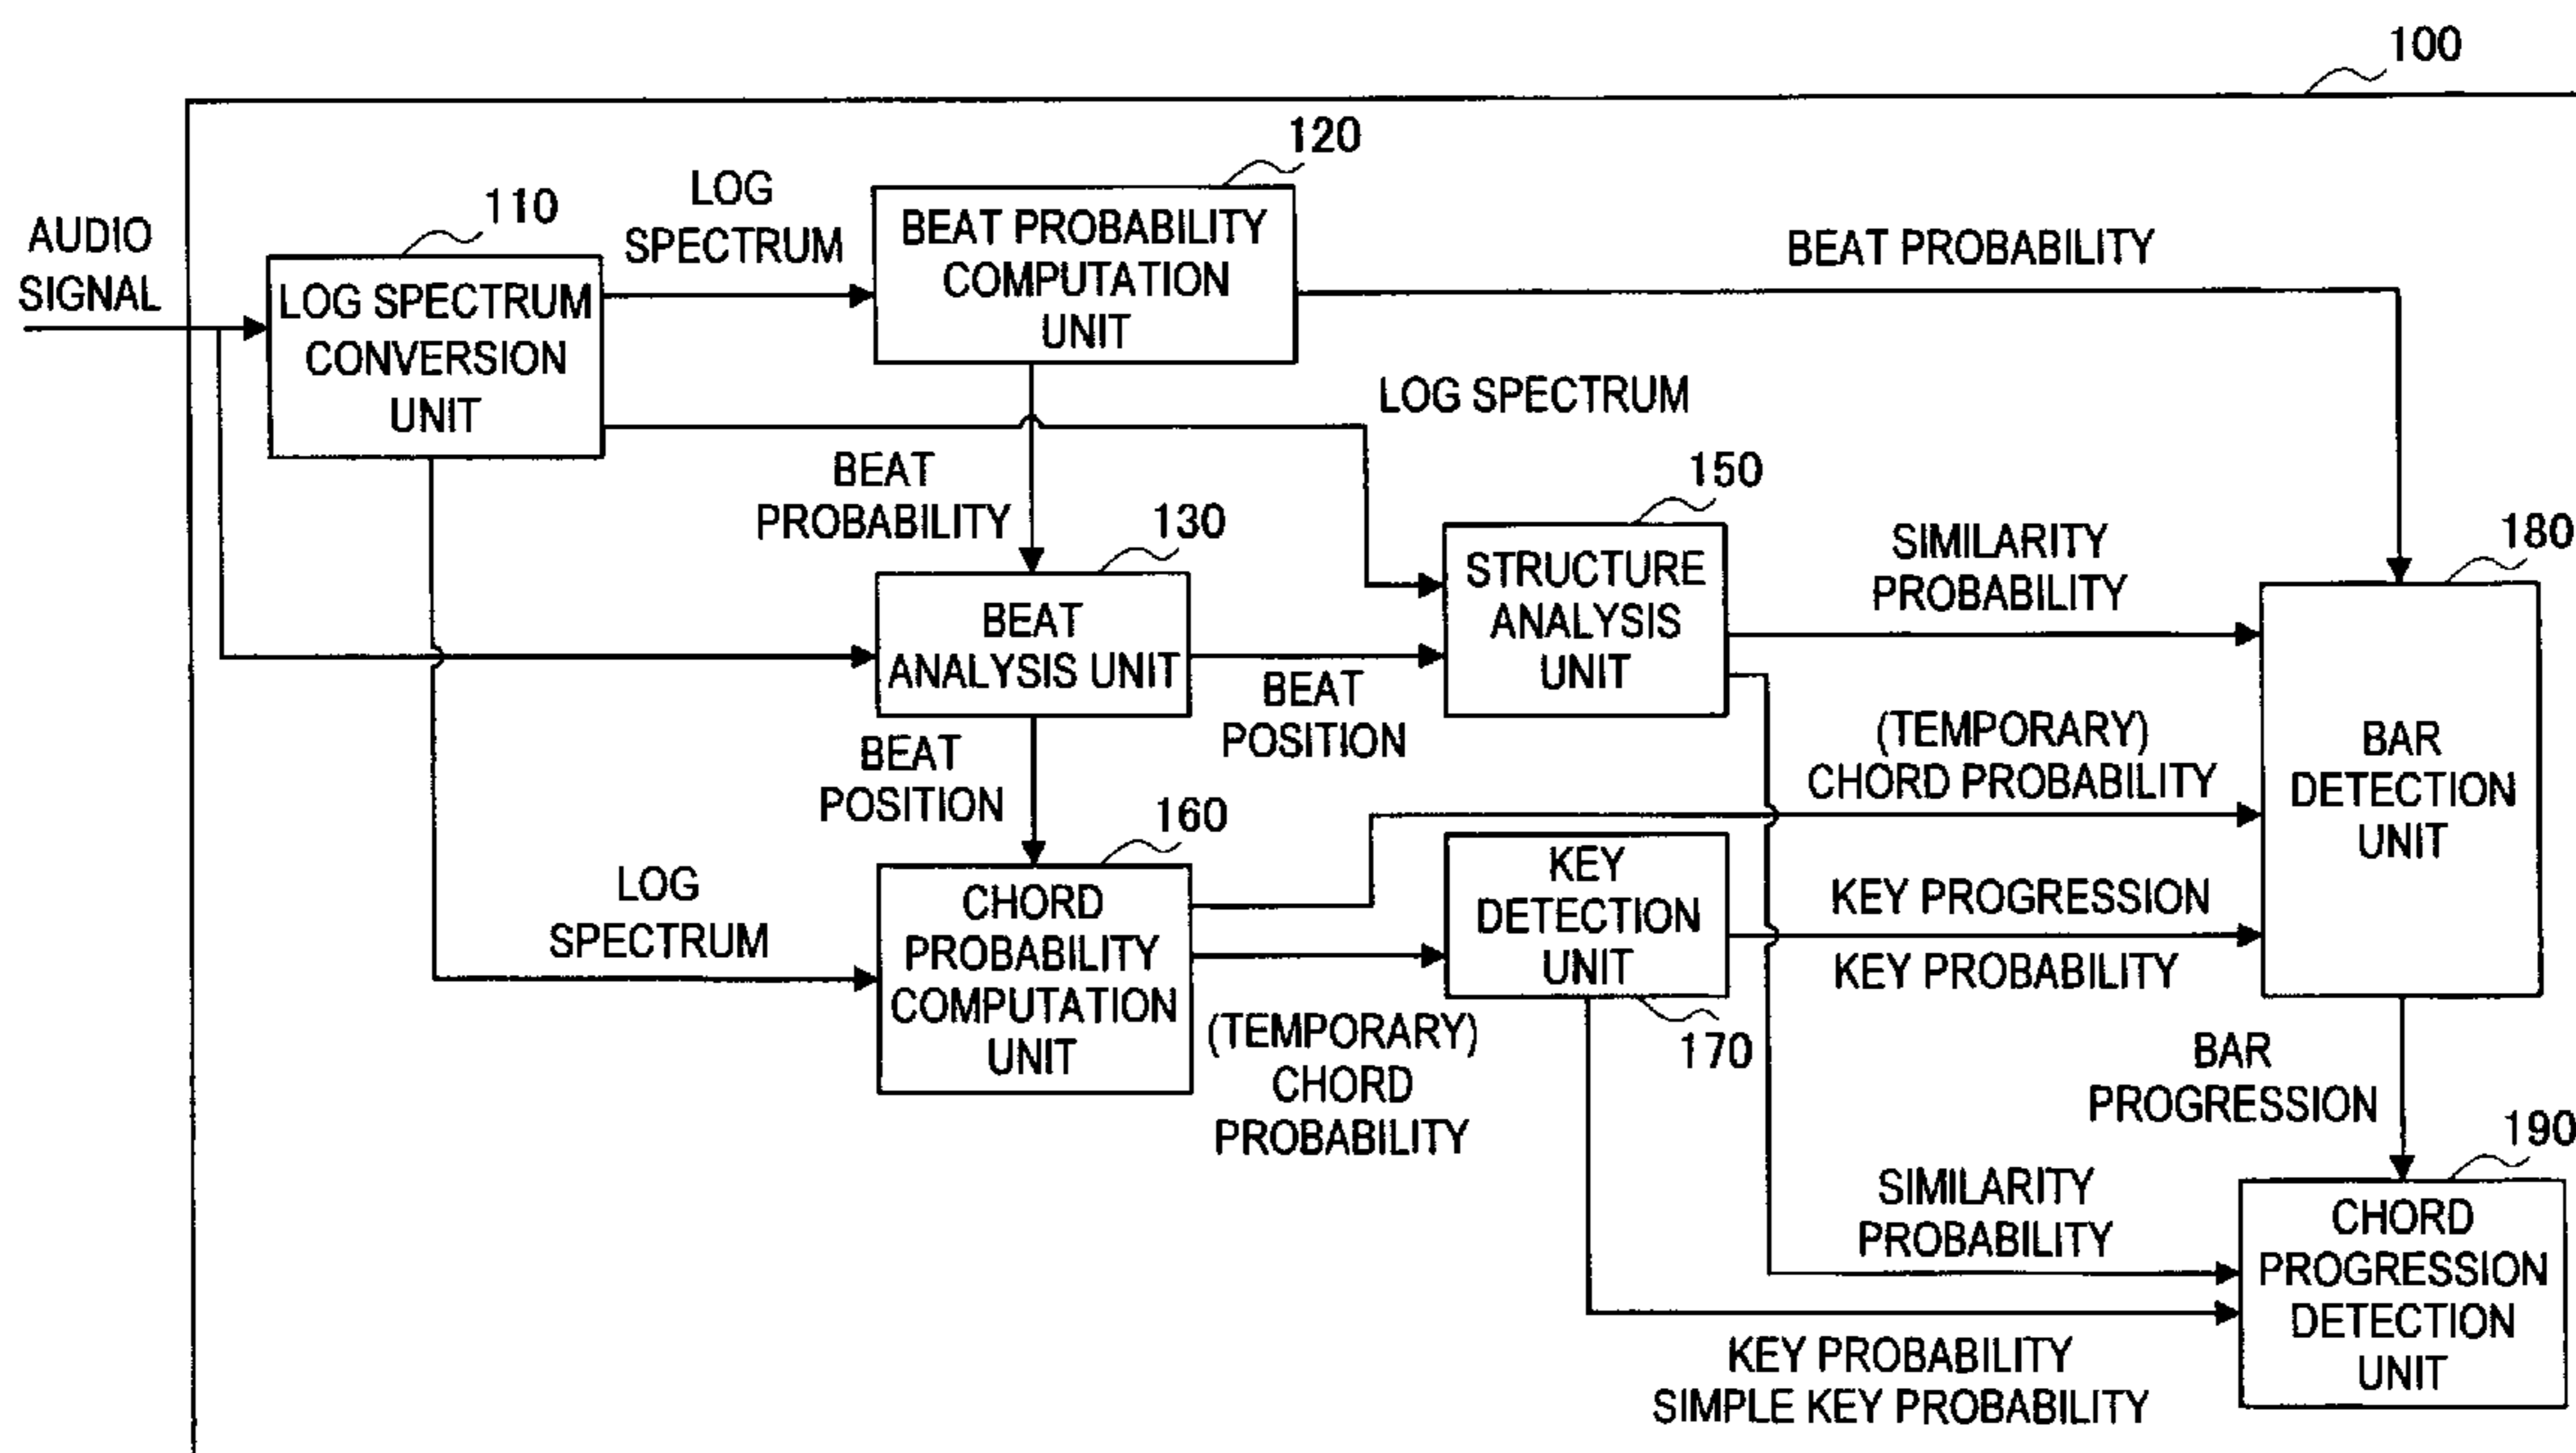 100
120
110
LOG
SPECTRUM
AUDIO
SIGNAL
LOG SPECTRUM
CONVERSION
UNIT
BEAT PROBABILITY
COMPUTATION
UNIT
BEAT PROBABILITY
LOG SPECTRUM
BEAT
PROBABILITY
130
150
180
BEAT
ANALYSIS UNIT
STRUCTURE
ANALYSIS
UNIT
SIMILARITY
PROBABILITY
BEAT
POSITION
BEAT
POSITION
(TEMPORARY)
CHORD PROBABILITY
BAR
DETECTION
UNIT
160
LOG
SPECTRUM
CHORD
PROBABILITY
COMPUTATION
UNIT
KEY
DETECTION
UNIT
KEY PROGRESSION
KEY PROBABILITY
(TEMPORARY)
CHORD
PROBABILITY
170
BAR
PROGRESSION
190
SIMILARITY
PROBABILITY
CHORD
PROGRESSION
DETECTION
UNIT
KEY PROBABILITY
SIMPLE KEY PROBABILITY